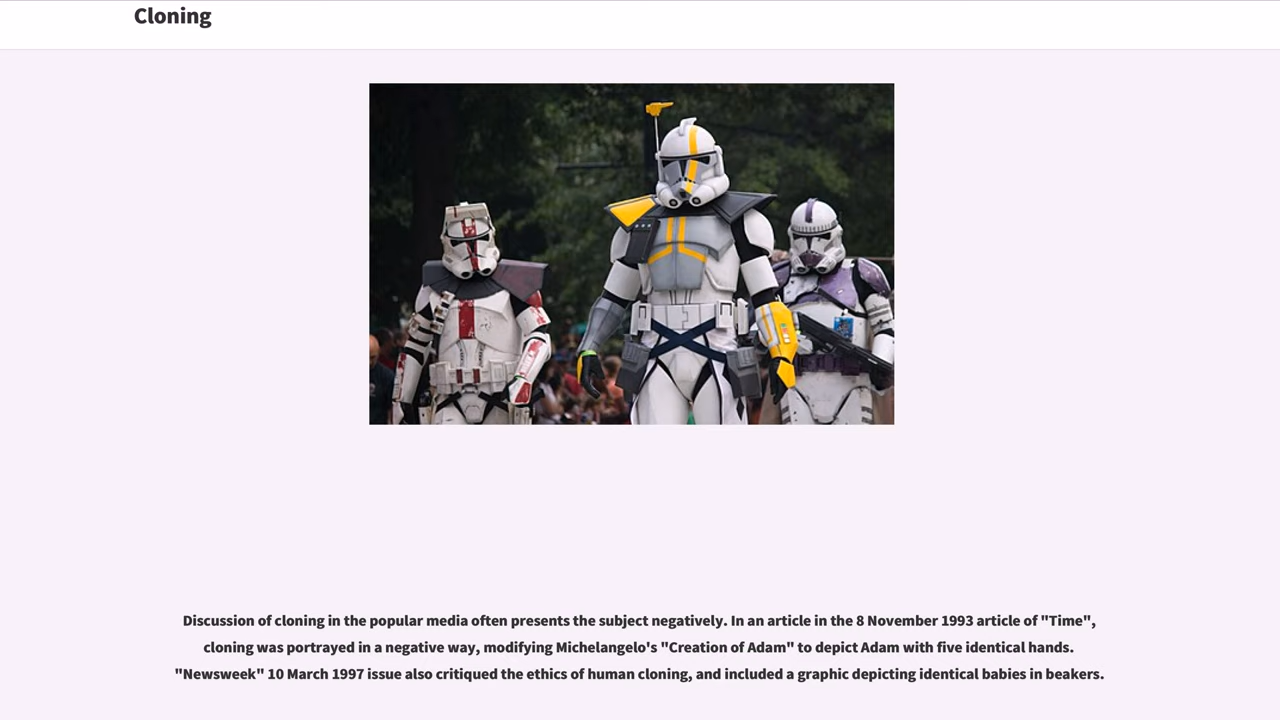 Cloning
Discussion of cloning in the popular media often presents the subject negatively. In an article in the 8 November 1993 article of "Time",
cloning was portrayed in a negative way, modifying Michelangelo's "Creation of Adam" to depict Adam with five identical hands.
"Newsweek" 10 March 1997 issue also critiqued the ethics of human cloning, and included a graphic depicting identical babies in beakers.